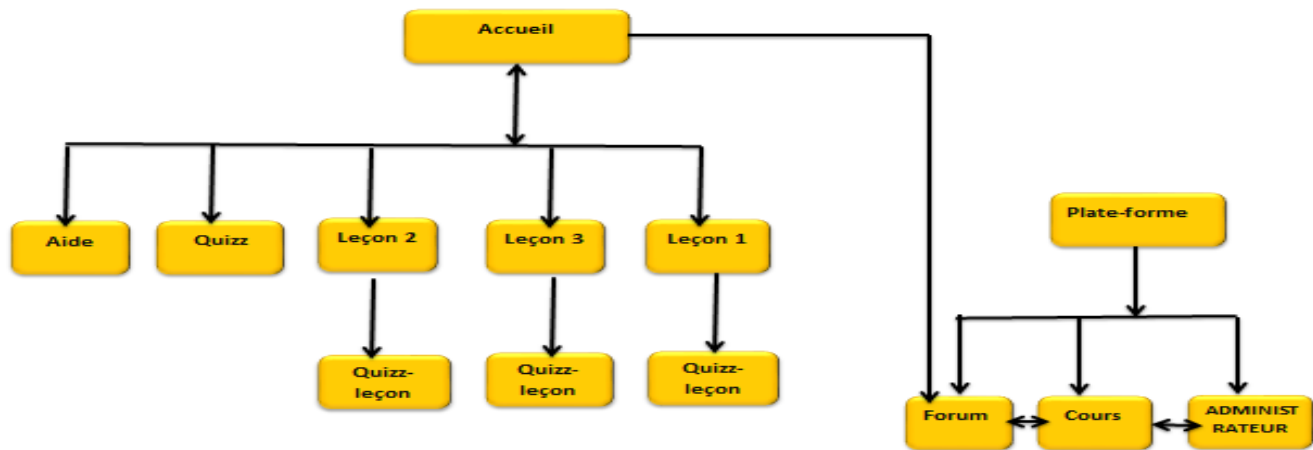 Accueil
Plate-forme
Aide
Quizz
Leçon 2
Leçon 3
Leçon 1
Quizz-
leçon
Quizz-
leçon
Quizz-
leçon
Forum
Cours
ADMINIST
RATEUR